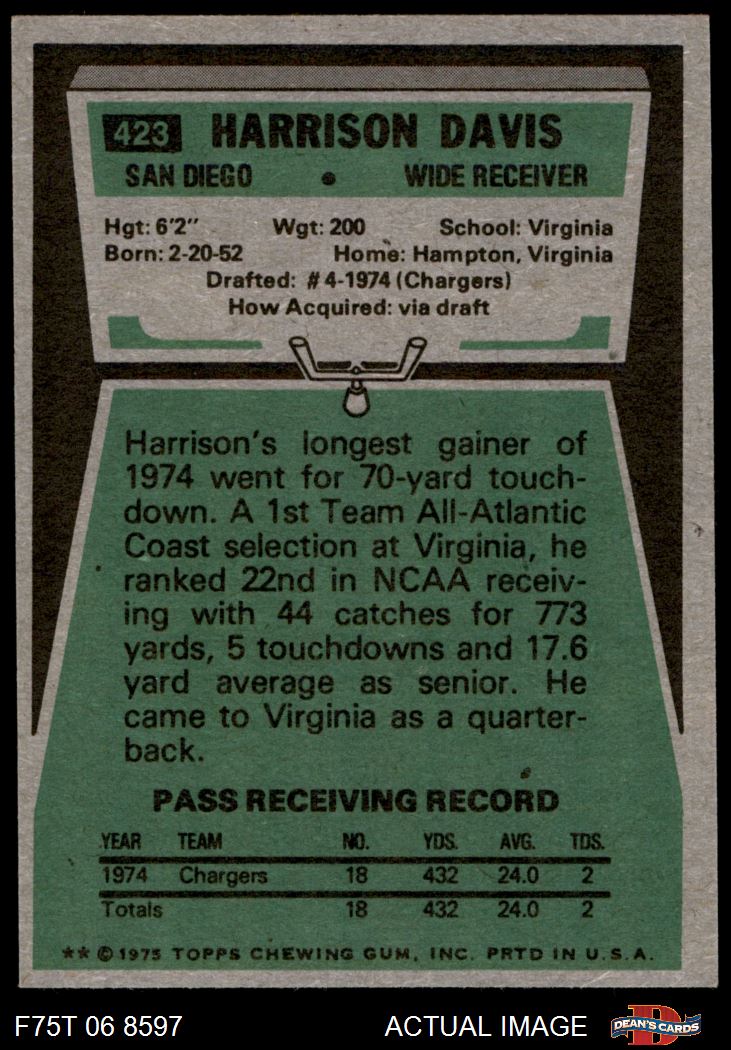 423 HARRISON DAVIS
SAN DIEGO • WIDE RECEIVER
Hgt: 6'2" Wgt: 200 School: Virginia
Born: 2-20-52 Home: Hampton, Virginia
Drafted: #4-1974 (Chargers)
How Acquired: via draft
Harrison's longest gainer of
1974 went for 70-yard touch-
down. A 1st Team All-Atlantic
Coast selection at Virginia, he
ranked 22nd in NCAA receiv-
ing with 44 catches for 773
yards, 5 touchdowns and 17.6
yard average as senior. He
came to Virginia as a quarter-
back.
PASS RECEIVING RECORD
YEAR TEAM NO. YDS. AVG. TDS.
1974 Chargers 18 432 24.0 2
Totals 18 432 24.0 2
** © 1975 TOPPS CHEWING GUM, INC. PRTD IN U.S.A.
F75T 06 8597 ACTUAL IMAGE D DEAN'S CARDS